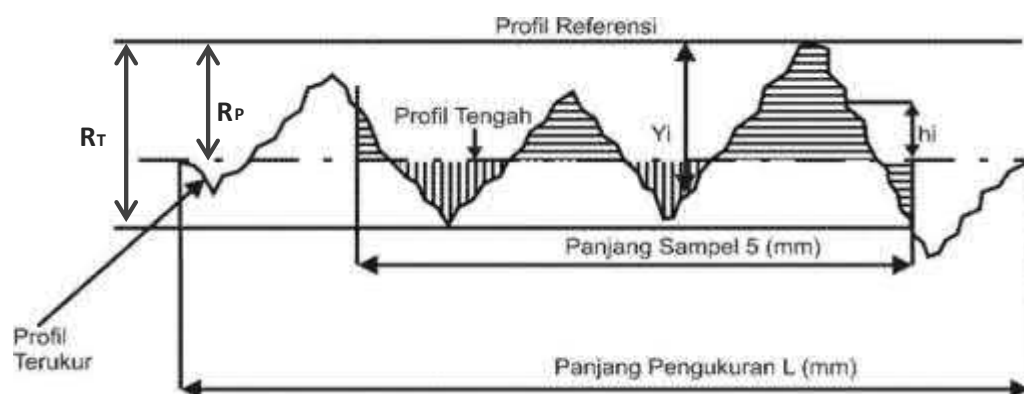 Profil Referensi
RT
RP
Profil Tengah
Yi
hi
Panjang Sampel 5 (mm)
Profil
Terukur
Panjang Pengukuran L (mm)